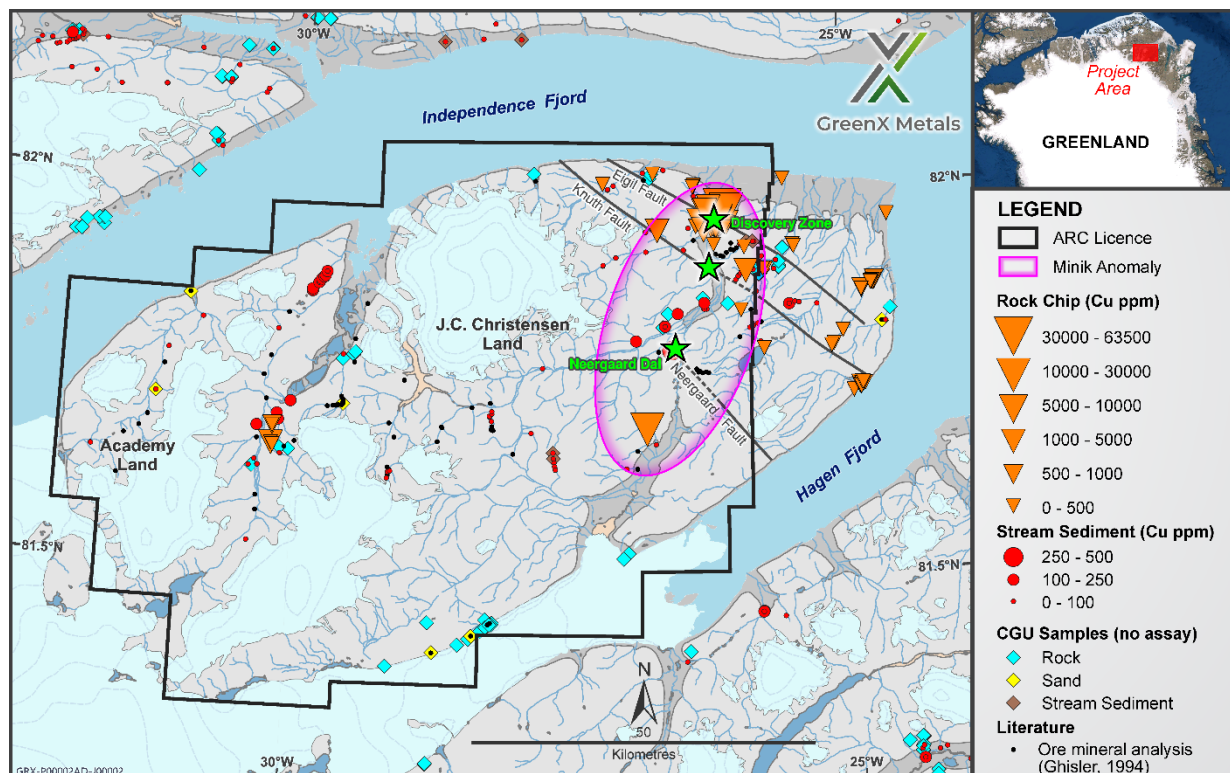 30°W
25°W
GreenX Metals
Independence Fjord
82°N
82°N
Eigil Fault
Knuth Fault
Discovery Zone
J.C. Christensen
Land
Neergaard Dal
Neergaard Fault
Academy
Land
Hagen Fjord
81.5°N
81.5°N
N
50
Kilometres
30°W
25°W
GRX-P00002AD-J00002
Project
Area
GREENLAND
LEGEND
ARC Licence
Minik Anomaly
Rock Chip (Cu ppm)
30000 - 63500
10000 - 30000
5000 - 10000
1000 - 5000
500 - 1000
0 - 500
Stream Sediment (Cu ppm)
250 - 500
100 - 250
0 - 100
CGU Samples (no assay)
Rock
Sand
Stream Sediment
Literature
Ore mineral analysis
(Ghisler, 1994)